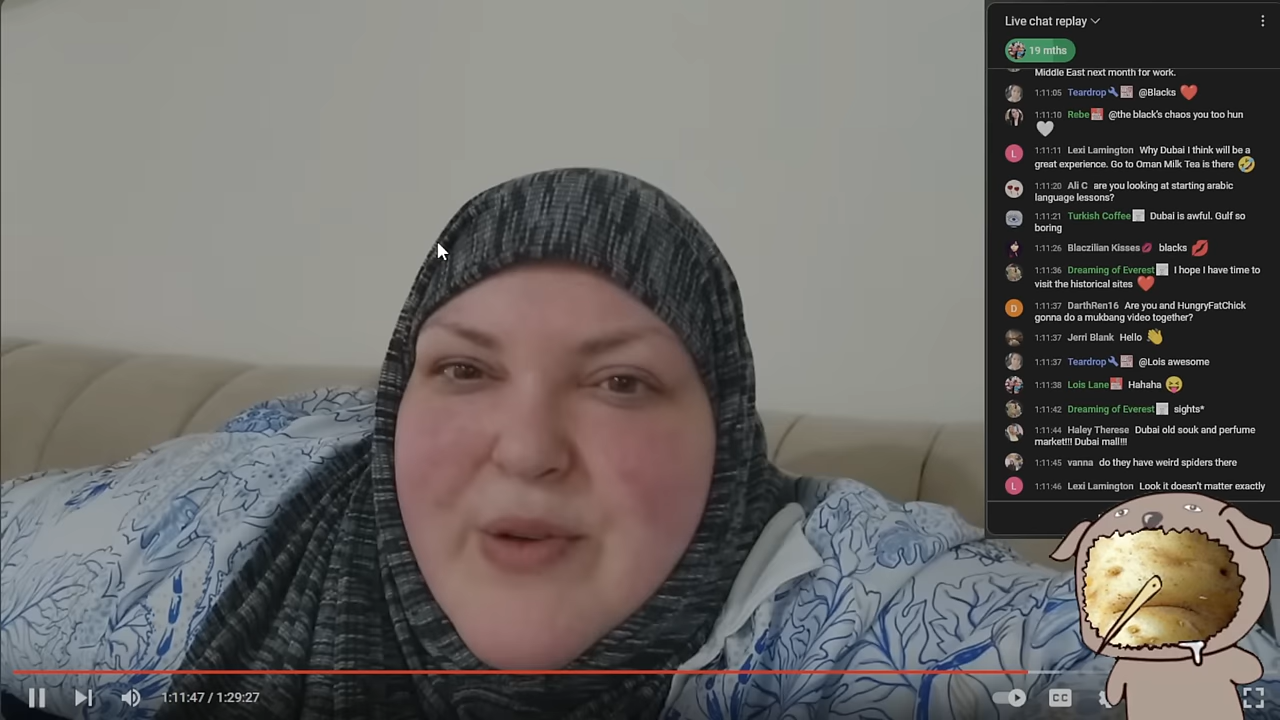 Live chat replay
19 mths
Middle East next month for work.
1:11:05 Teardrop @Blacks
1:11:10 Rebe @the black's chaos you too hun
1:11:11 Lexi Lamington Why Dubai I think will be a
great experience. Go to Oman Milk Tea is there
1:11:20 Ali C are you looking at starting arabic
language lessons?
1:11:21 Turkish Coffee Dubai is awful. Gulf so
boring
1:11:26 Blaczilian Kisses blacks
1:11:36 Dreaming of Everest I hope I have time to
visit the historical sites
1:11:37 DarthRen16 Are you and HungryFatChick
gonna do a mukbang video together?
1:11:37 Jerri Blank Hello
1:11:37 Teardrop @Lois awesome
1:11:38 Lois Lane Hahaha
1:11:42 Dreaming of Everest sights*
1:11:44 Haley Therese Dubai old souk and perfume
market!!! Dubai mall!!!
1:11:45 vanna do they have weird spiders there
1:11:46 Lexi Lamington Look it doesn't matter exactly
L
L
D
1:11:47 / 1:29:27
CC